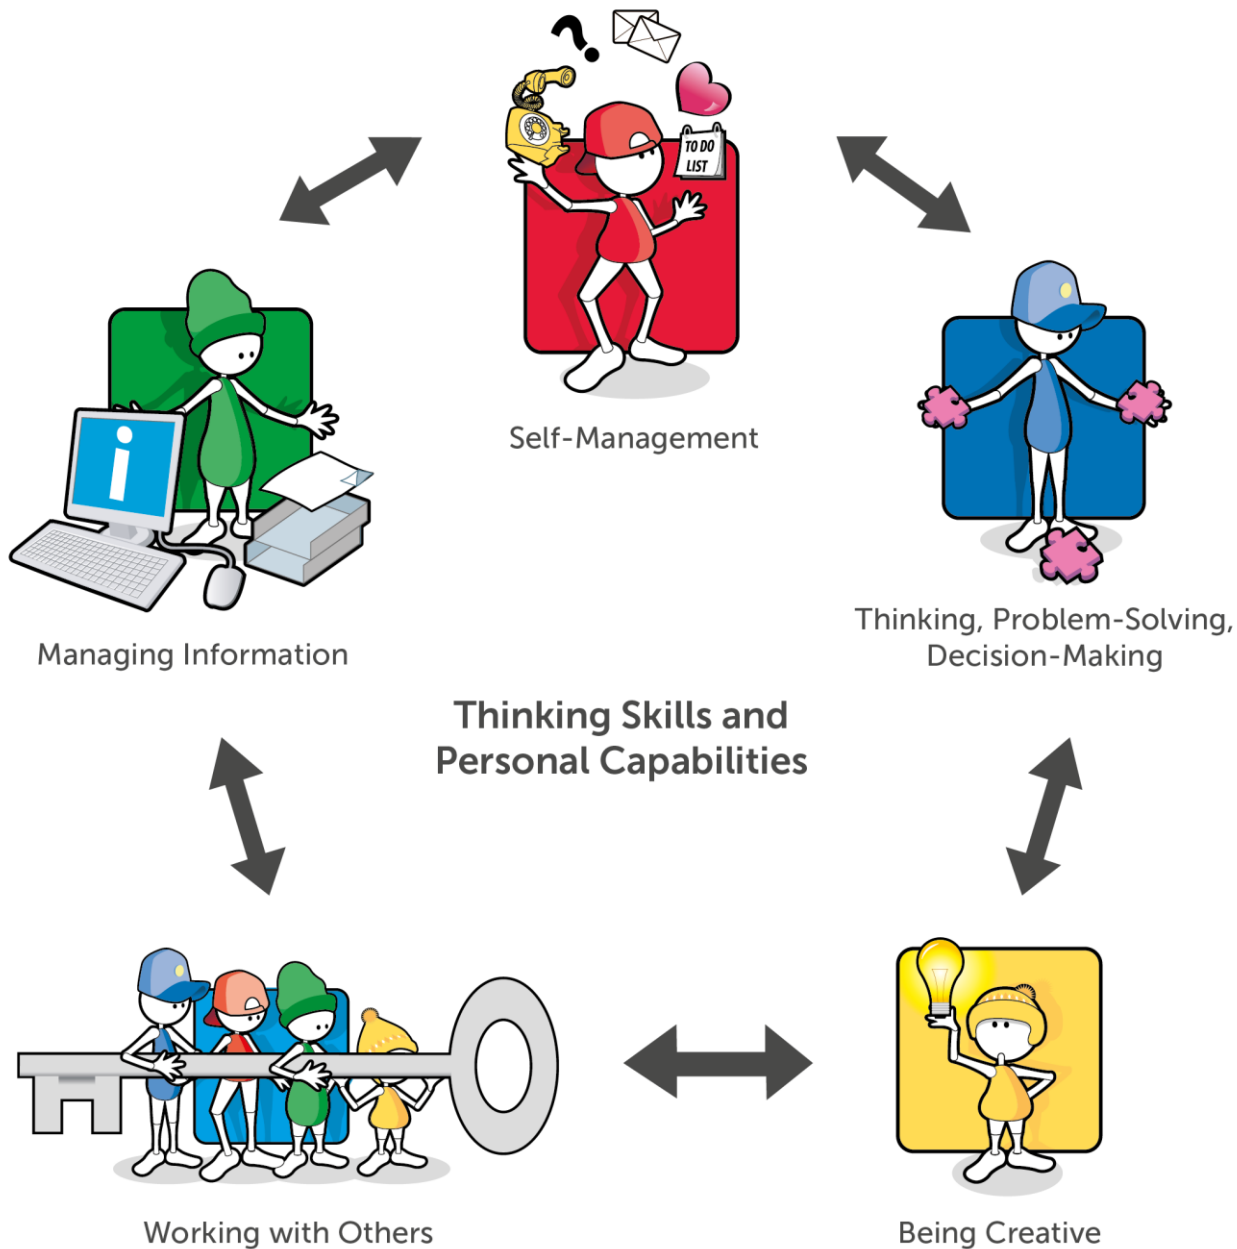 TO DO
LIST
Self-Management
i
Managing Information
Thinking, Problem-Solving,
Decision-Making
Thinking Skills and
Personal Capabilities
Working with Others
Being Creative